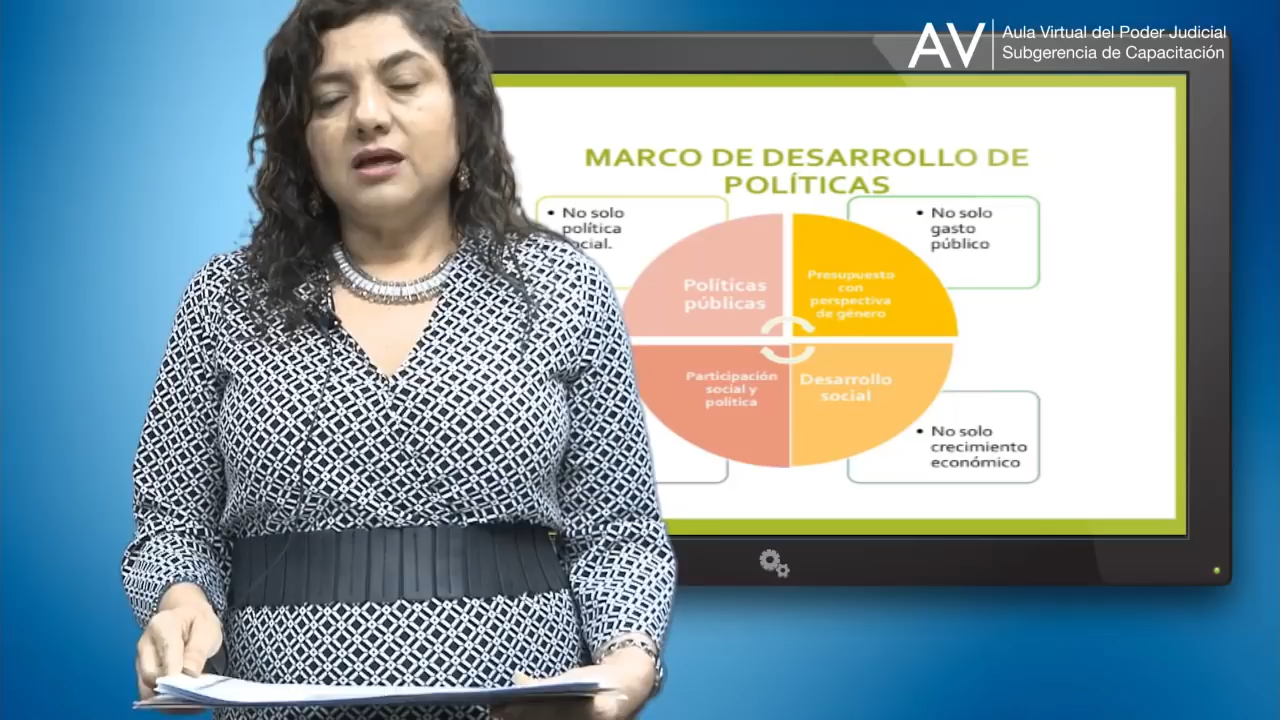 AV
Aula Virtual del Poder Judicial
Subgerencia de Capacitación
MARCO DE DESARROLLO DE
POLÍTICAS
• No solo
política
• No solo
gasto
público
Políticas
públicas
Presupuesto
con
perspectiva
de género
Participación
social y
política
Desarrollo
social
• No solo
crecimiento
económico